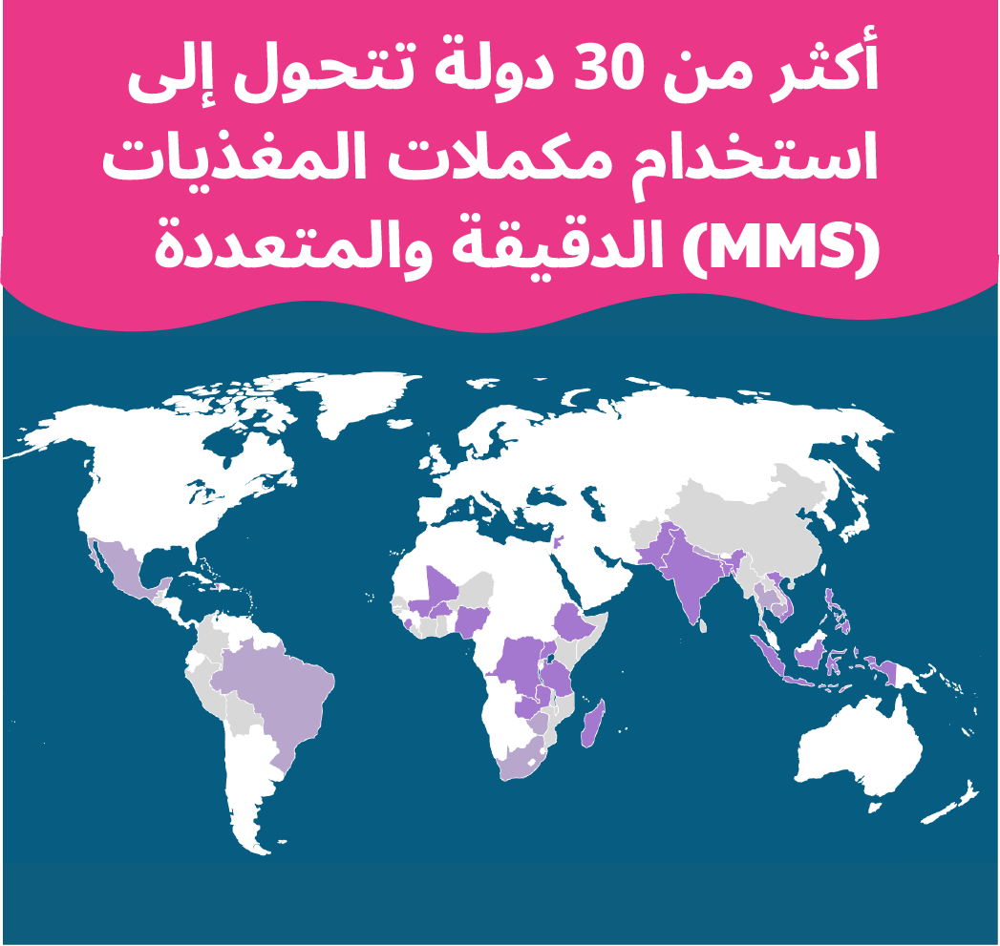 أكثر من 30 دولة تتحول إلى
استخدام مكملات المغذيات
(MMS) الدقيقة والمتعددة